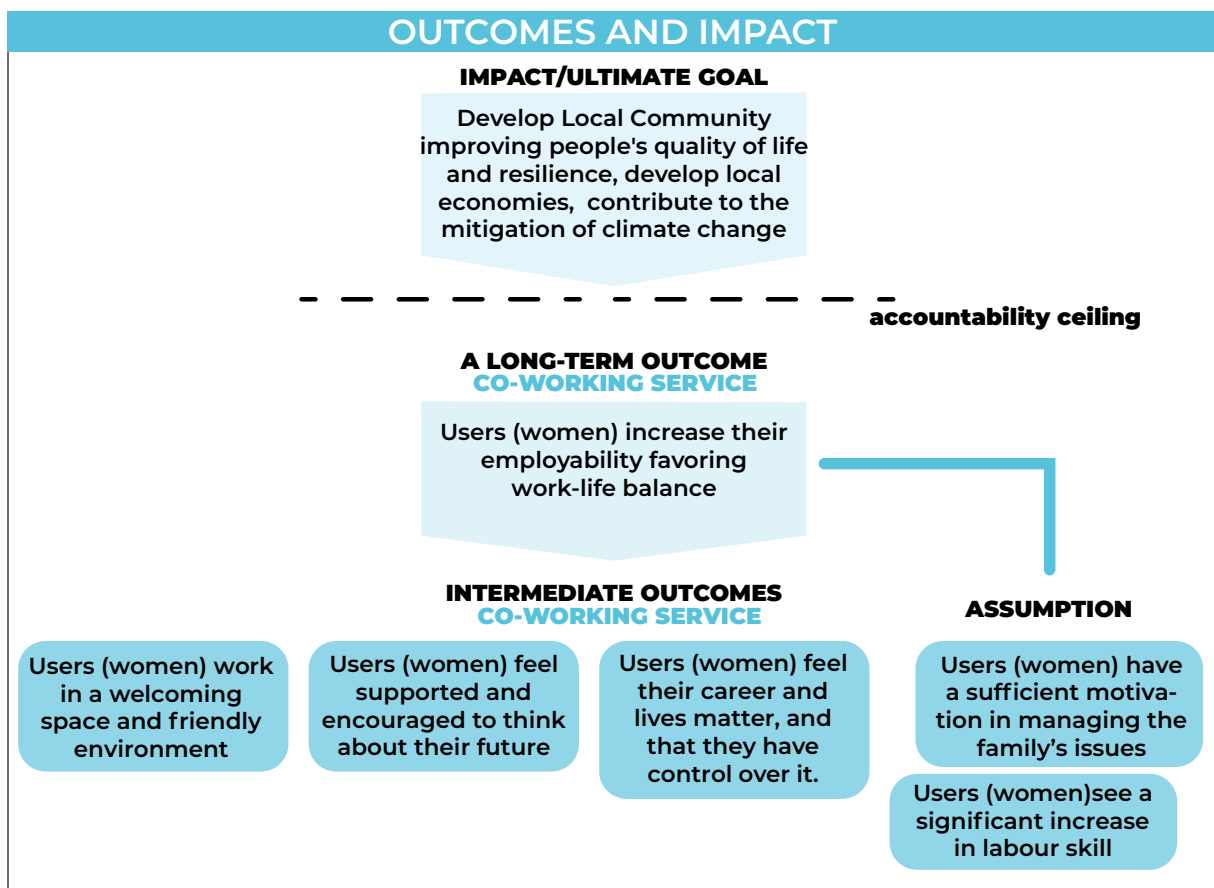 OUTCOMES AND IMPACT
IMPACT/ULTIMATE GOAL
Develop Local Community
improving people's quality of life
and resilience, develop local
economies, contribute to the
mitigation of climate change
accountability ceiling
A LONG-TERM OUTCOME
CO-WORKING SERVICE
Users (women) increase their
employability favoring
work-life balance
INTERMEDIATE OUTCOMES
CO-WORKING SERVICE
Users (women) work
in a welcoming
space and friendly
environment
Users (women) feel
supported and
encouraged to think
about their future
Users (women) feel
their career and
lives matter, and
that they have
control over it.
ASSUMPTION
Users (women) have
a sufficient motiva-
tion in managing the
family’s issues
Users (women)see a
significant increase
in labour skill